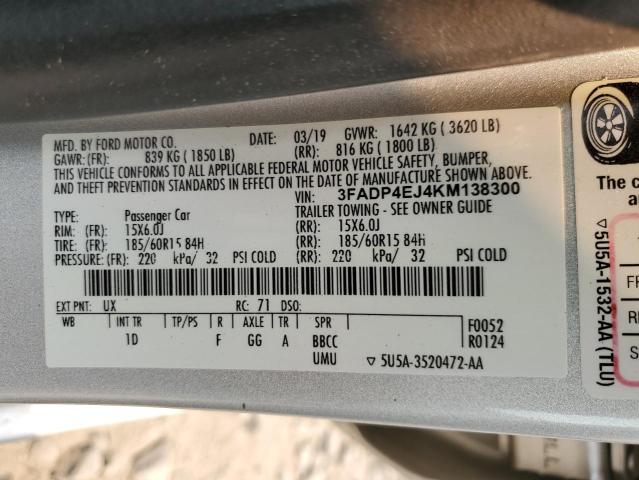 MFD. BY FORD MOTOR CO. DATE: 03/19 GVWR: 1642 KG ( 3620 LB)
GAWR:(FR): 839 KG ( 1850 LB) (RR): 816 KG ( 1800 LB)
THIS VEHICLE CONFORMS TO ALL APPLICABLE FEDERAL MOTOR VEHICLE SAFETY, BUMPER,
AND THEFT PREVENTION STANDARDS IN EFFECT ON THE DATE OF MANUFACTURE SHOWN ABOVE.
VIN: 3FADP4EJ4KM138300
TYPE: Passenger Car TRAILER TOWING - SEE OWNER GUIDE
RIM: (FR): 15X6.0J (RR): 15X6.0J
TIRE: (FR): 185/60R15 84H (RR): 185/60R15 84H
PRESSURE: (FR): 220 kPa/ 32 PSI COLD (RR): 220 kPa/ 32 PSI COLD
EXT PNT: UX RC: 71 DSO:
WB INT TR TP/PS R AXLE TR SPR F0052
1D F GG A BBCC R0124
UMU ▽ 5U5A-3520472-AA
▽5U5A-1532-AA (TLU)
The c